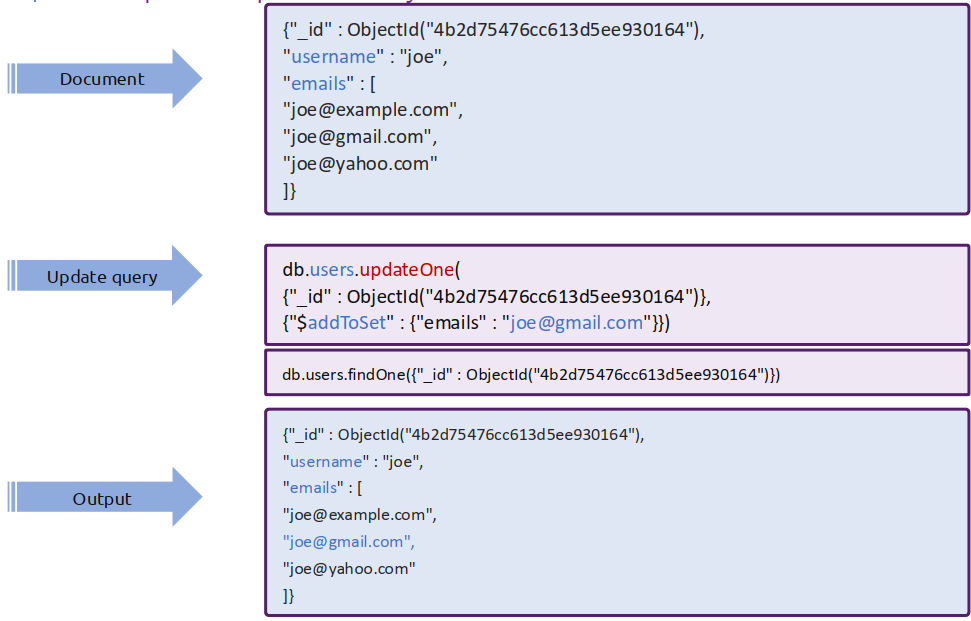 Document
{"_id" : ObjectId("4b2d75476cc613d5ee930164"),
"username" : "joe",
"emails" : [
"joe@example.com",
"joe@gmail.com",
"joe@yahoo.com"
]}
Update query
db.users.updateOne(
{"_id" : ObjectId("4b2d75476cc613d5ee930164")},
{"$addToSet" : {"emails" : "joe@gmail.com"}})
db.users.findOne({"_id" : ObjectId("4b2d75476cc613d5ee930164")})
Output
{"_id" : ObjectId("4b2d75476cc613d5ee930164"),
"username" : "joe",
"emails" : [
"joe@example.com",
"joe@gmail.com",
"joe@yahoo.com"
]}